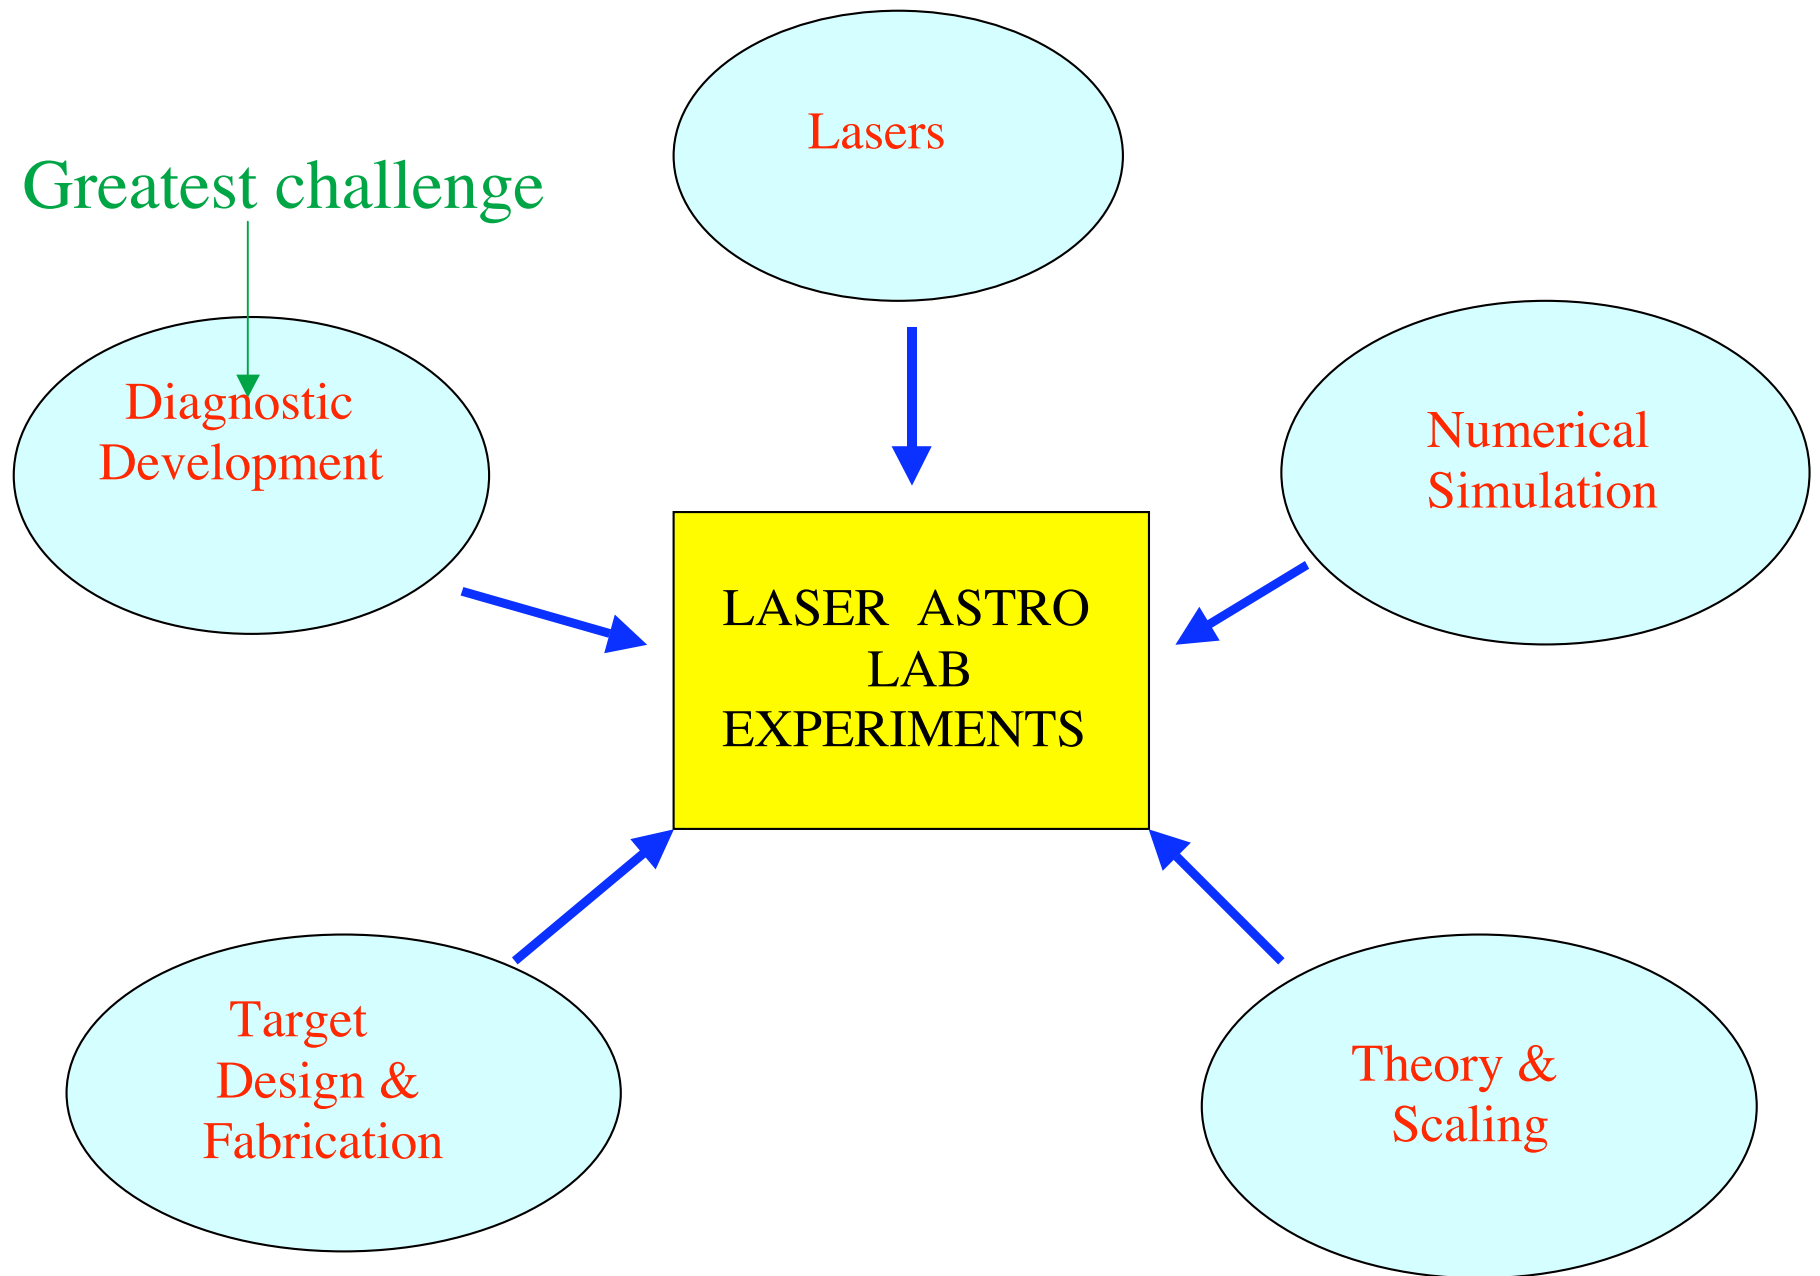 Lasers
Greatest challenge
Diagnostic
Development
Numerical
Simulation
LASER ASTRO
LAB
EXPERIMENTS
Target
Design &
Fabrication
Theory &
Scaling